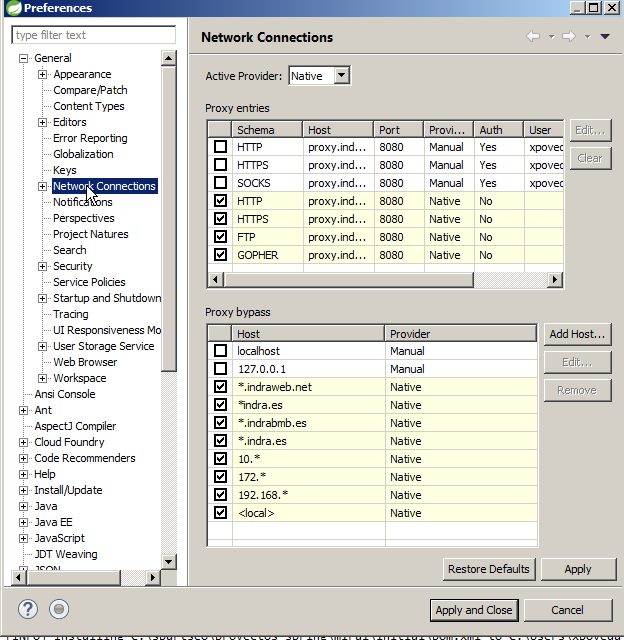 Preferences
type filter text
General
Appearance
Compare/Patch
Content Types
Editors
Error Reporting
Globalization
Keys
Network Connections
Notifications
Perspectives
Project Natures
Search
Security
Service Policies
Startup and Shutdown
Tracing
UI Responsiveness Mo
User Storage Service
Web Browser
Workspace
Ansi Console
Ant
AspectJ Compiler
Cloud Foundry
Code Recommenders
Help
Install/Update
Java
Java EE
JavaScript
JDT Weaving
JSON
Network Connections
Active Provider: Native
Proxy entries
Schema Host Port Provi... Auth User
HTTP proxy.ind... 8080 Manual Yes xpoved
HTTPS proxy.ind... 8080 Manual Yes xpoved
SOCKS proxy.ind... 8080 Manual Yes xpoved
HTTP proxy.ind... 8080 Native No
HTTPS proxy.ind... 8080 Native No
FTP proxy.ind... 8080 Native No
GOPHER proxy.ind... 8080 Native No
Edit...
Clear
Proxy bypass
Host Provider
localhost Manual
127.0.0.1 Manual
*.indraweb.net Native
*indra.es Native
*.indrabmb.es Native
*.indra.es Native
10.* Native
172.* Native
192.168.* Native
<local> Native
Add Host...
Edit...
Remove
Restore Defaults Apply
? Apply and Close Cancel